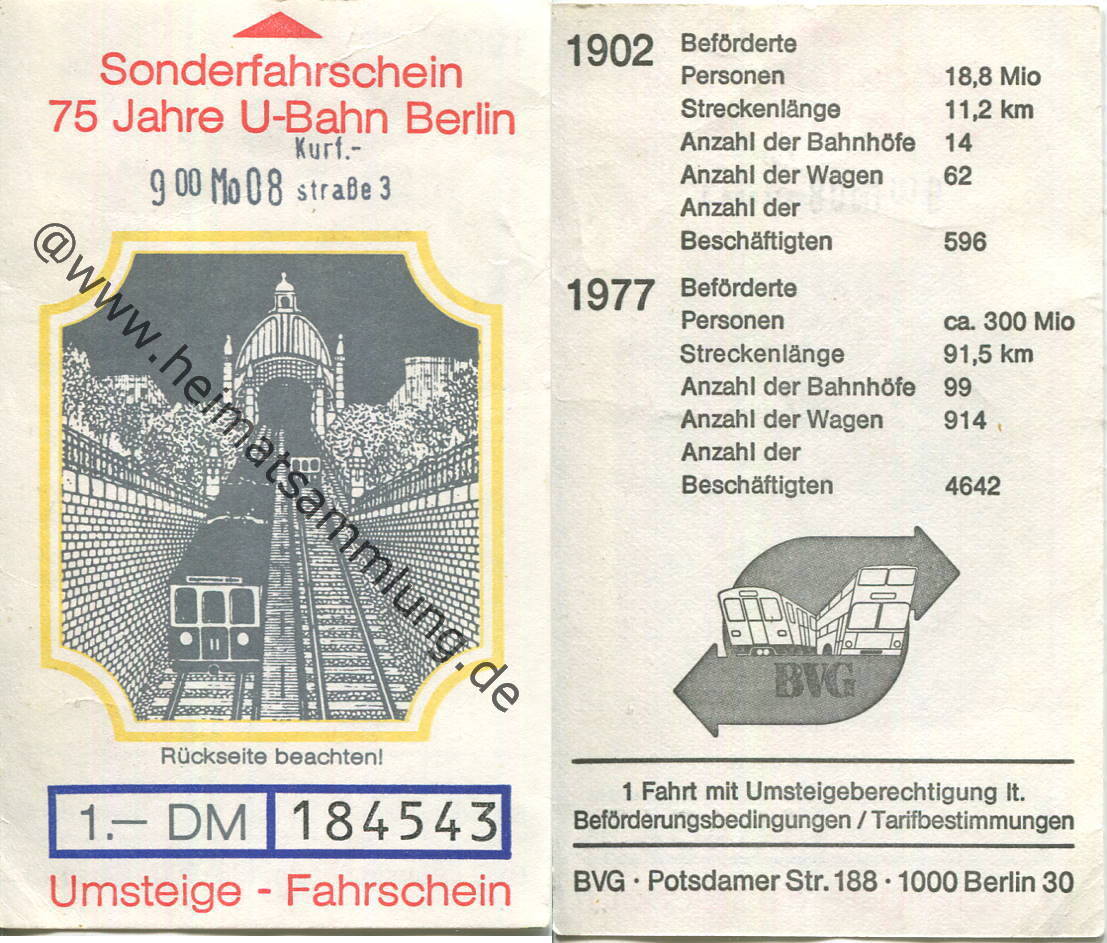 Sonderfahrschein
75 Jahre U-Bahn Berlin
Kurf.-
9 00 Mo 08 straße 3
@www.heimatsammlung.de
11
Rückseite beachten!
1.— DM 184543
Umsteige - Fahrschein
1902 Beförderte
Personen 18,8 Mio
Streckenlänge 11,2 km
Anzahl der Bahnhöfe 14
Anzahl der Wagen 62
Anzahl der
Beschäftigten 596
1977 Beförderte
Personen ca. 300 Mio
Streckenlänge 91,5 km
Anzahl der Bahnhöfe 99
Anzahl der Wagen 914
Anzahl der
Beschäftigten 4642
BVG
1 Fahrt mit Umsteigeberechtigung lt.
Beförderungsbedingungen / Tarifbestimmungen
BVG · Potsdamer Str. 188 · 1000 Berlin 30